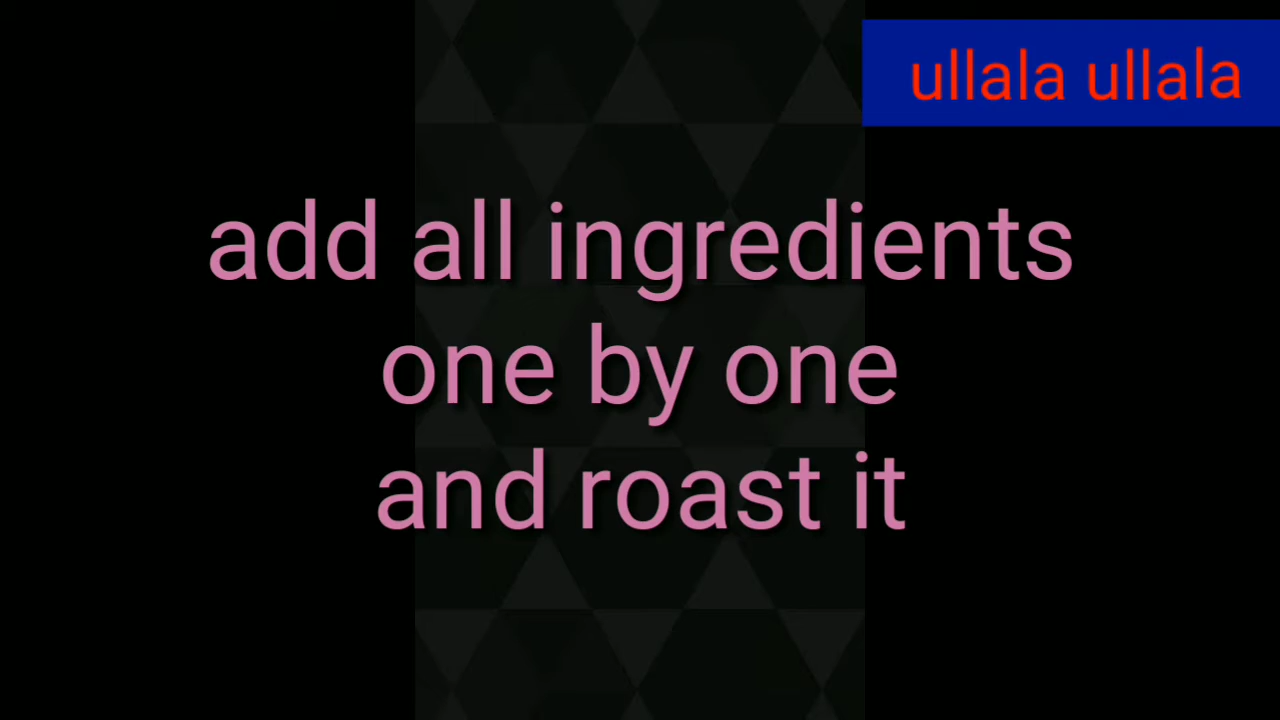 ullala ullala
add all ingredients
one by one
and roast it